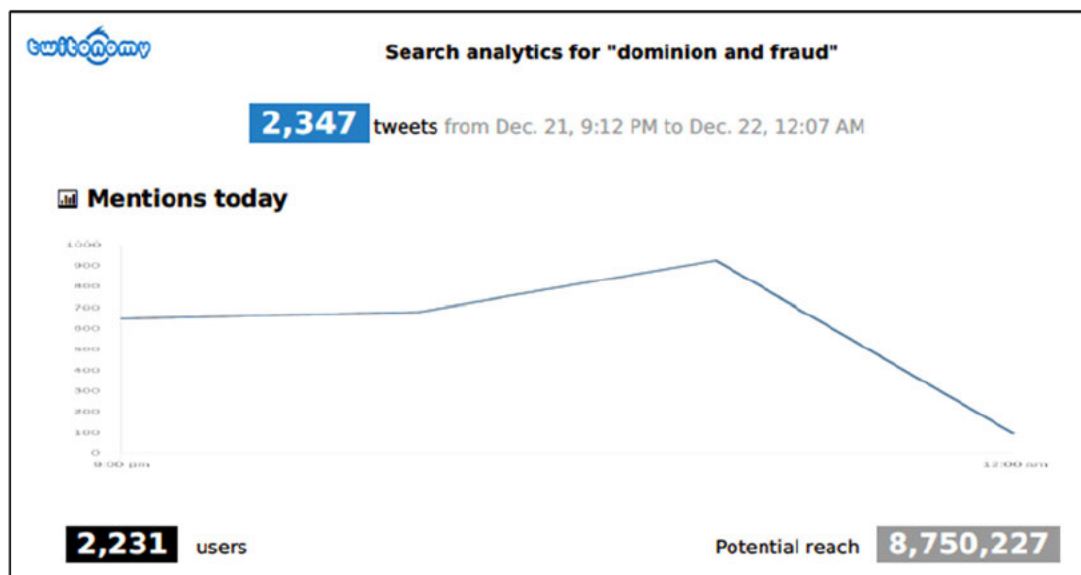 twitonomy
Search analytics for "dominion and fraud"
2,347 tweets from Dec. 21, 9:12 PM to Dec. 22, 12:07 AM
Mentions today
1000
900
800
700
600
500
400
300
200
100
0
9:00 pm 12:00 am
2,231 users Potential reach 8,750,227